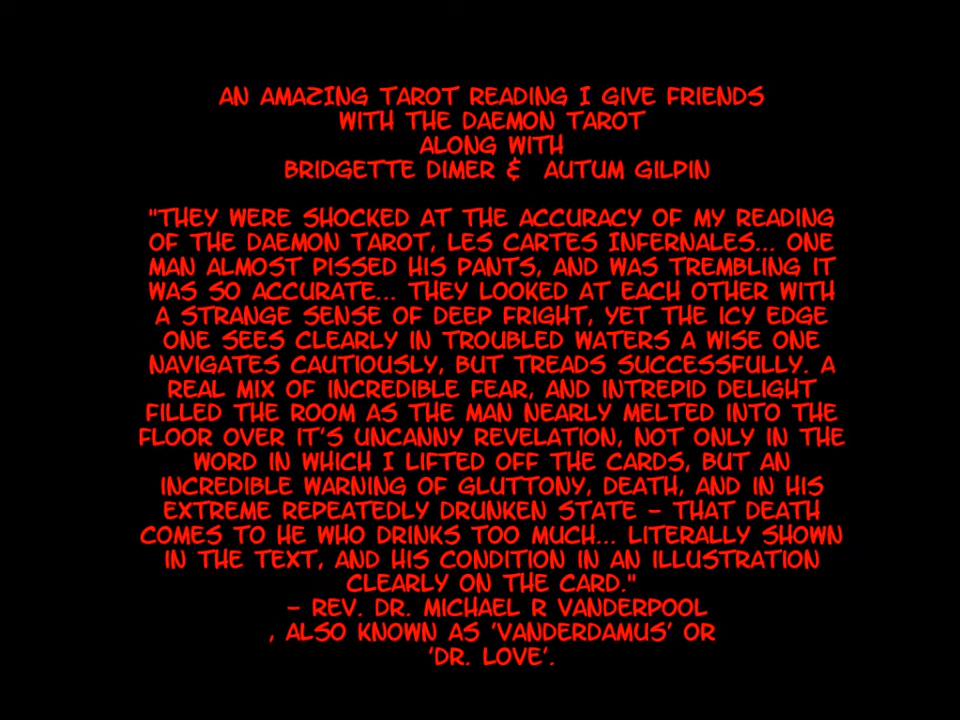 AN AMAZING TAROT READING I GIVE FRIENDS
WITH THE DAEMON TAROT
ALONG WITH
BRIDGETTE DIMER & AUTUM GILPIN
"THEY WERE SHOCKED AT THE ACCURACY OF MY READING
OF THE DAEMON TAROT, LES CARTES INFERNALES... ONE
MAN ALMOST PISSED HIS PANTS, AND WAS TREMBLING IT
WAS SO ACCURATE... THEY LOOKED AT EACH OTHER WITH
A STRANGE SENSE OF DEEP FRIGHT, YET THE ICY EDGE
ONE SEES CLEARLY IN TROUBLED WATERS A WISE ONE
NAVIGATES CAUTIOUSLY, BUT TREADS SUCCESSFULLY. A
REAL MIX OF INCREDIBLE FEAR, AND INTREPID DELIGHT
FILLED THE ROOM AS THE MAN NEARLY MELTED INTO THE
FLOOR OVER IT'S UNCANNY REVELATION, NOT ONLY IN THE
WORD IN WHICH I LIFTED OFF THE CARDS, BUT AN
INCREDIBLE WARNING OF GLUTTONY, DEATH, AND IN HIS
EXTREME REPEATEDLY DRUNKEN STATE - THAT DEATH
COMES TO HE WHO DRINKS TOO MUCH... LITERALLY SHOWN
IN THE TEXT, AND HIS CONDITION IN AN ILLUSTRATION
CLEARLY ON THE CARD."
- REV. DR. MICHAEL R VANDERPOOL
, ALSO KNOWN AS 'VANDERDAMUS' OR
'DR. LOVE'.